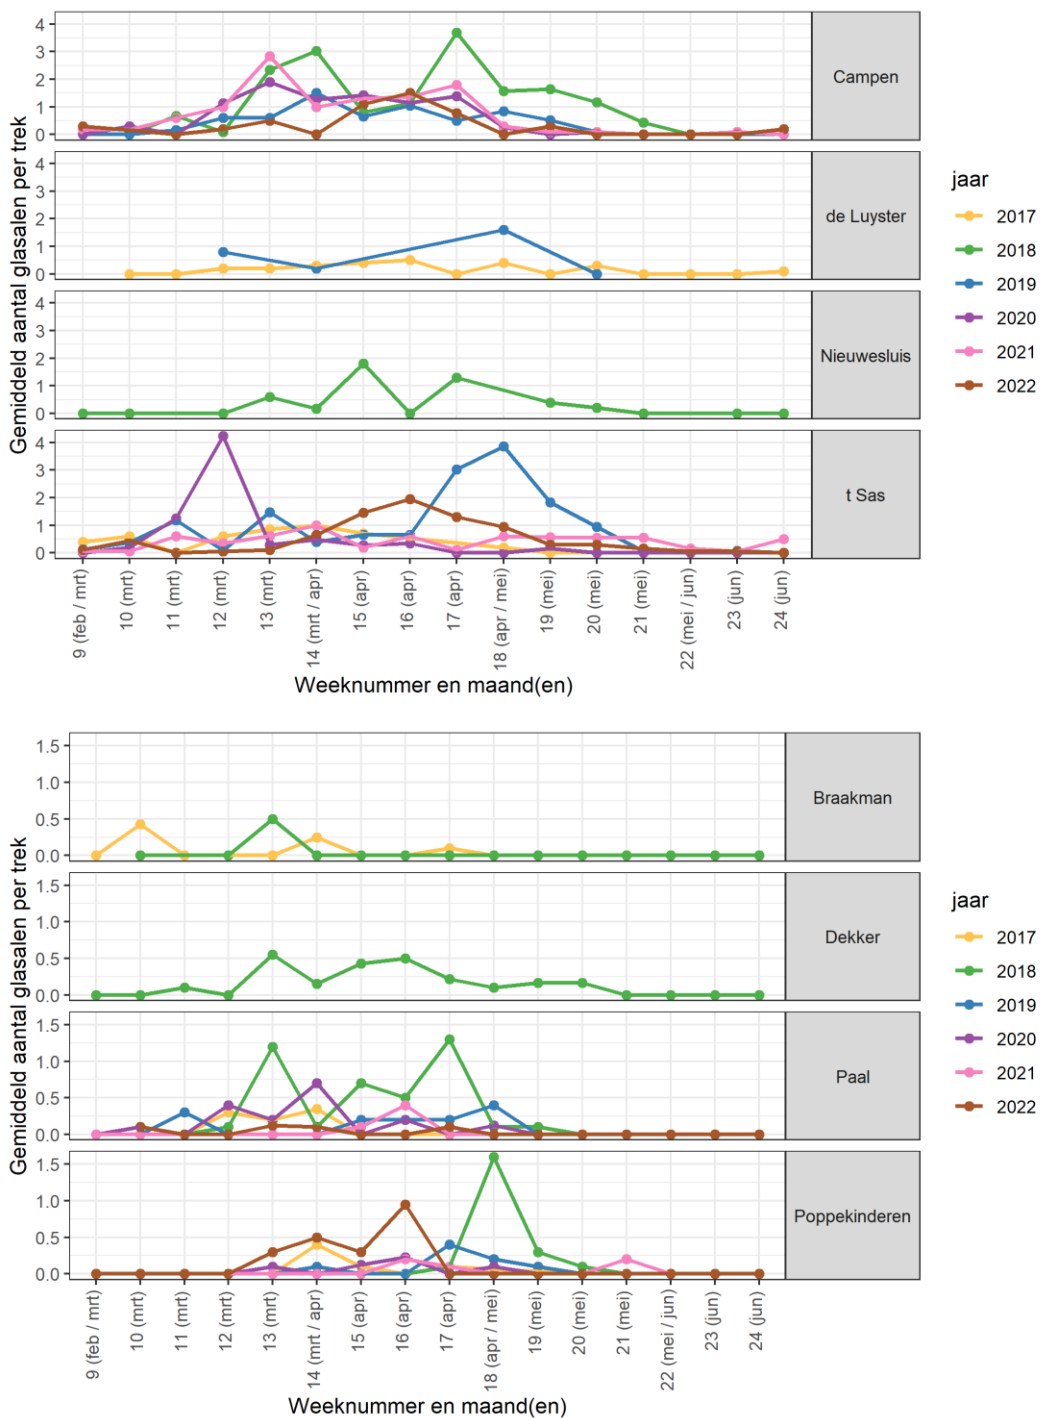 Gemiddeld aantal glasalen per trek
4
3
2
1
0
Campen
4
3
2
1
0
de Luyster
4
3
2
1
0
Nieuwesluis
4
3
2
1
0
t Sas
9 (feb / mrt)
10 (mrt)
11 (mrt)
12 (mrt)
13 (mrt)
14 (mrt / apr)
15 (apr)
16 (apr)
17 (apr)
18 (apr / mei)
19 (mei)
20 (mei)
21 (mei)
22 (mei / jun)
23 (jun)
24 (jun)
Weeknummer en maand(en)
jaar
2017
2018
2019
2020
2021
2022
Gemiddeld aantal glasalen per trek
1.5
1.0
0.5
0.0
Braakman
1.5
1.0
0.5
0.0
Dekker
1.5
1.0
0.5
0.0
Paal
1.5
1.0
0.5
0.0
Poppekinderen
9 (feb / mrt)
10 (mrt)
11 (mrt)
12 (mrt)
13 (mrt)
14 (mrt / apr)
15 (apr)
16 (apr)
17 (apr)
18 (apr / mei)
19 (mei)
20 (mei)
21 (mei)
22 (mei / jun)
23 (jun)
24 (jun)
Weeknummer en maand(en)
jaar
2017
2018
2019
2020
2021
2022